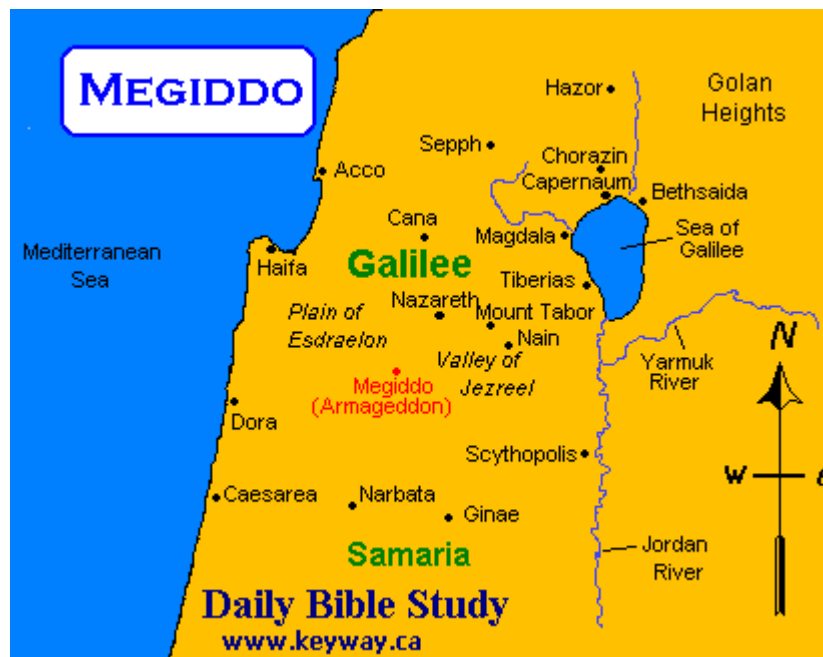 MEGIDDO
Hazor
Golan
Heights
Sepph
Chorazin
Capernaum
Bethsaida
Acco
Cana
Magdala
Sea of
Galilee
Mediterranean
Sea
Haifa
Galilee
Tiberias
Nazareth
Mount Tabor
Plain of
Esdraelon
Nain
Valley of
Jezreel
Yarmuk
River
N
Megiddo
(Armageddon)
Dora
Scythopolis
W
Caesarea
Narbata
Ginae
Samaria
Jordan
River
Daily Bible Study
www.keyway.ca